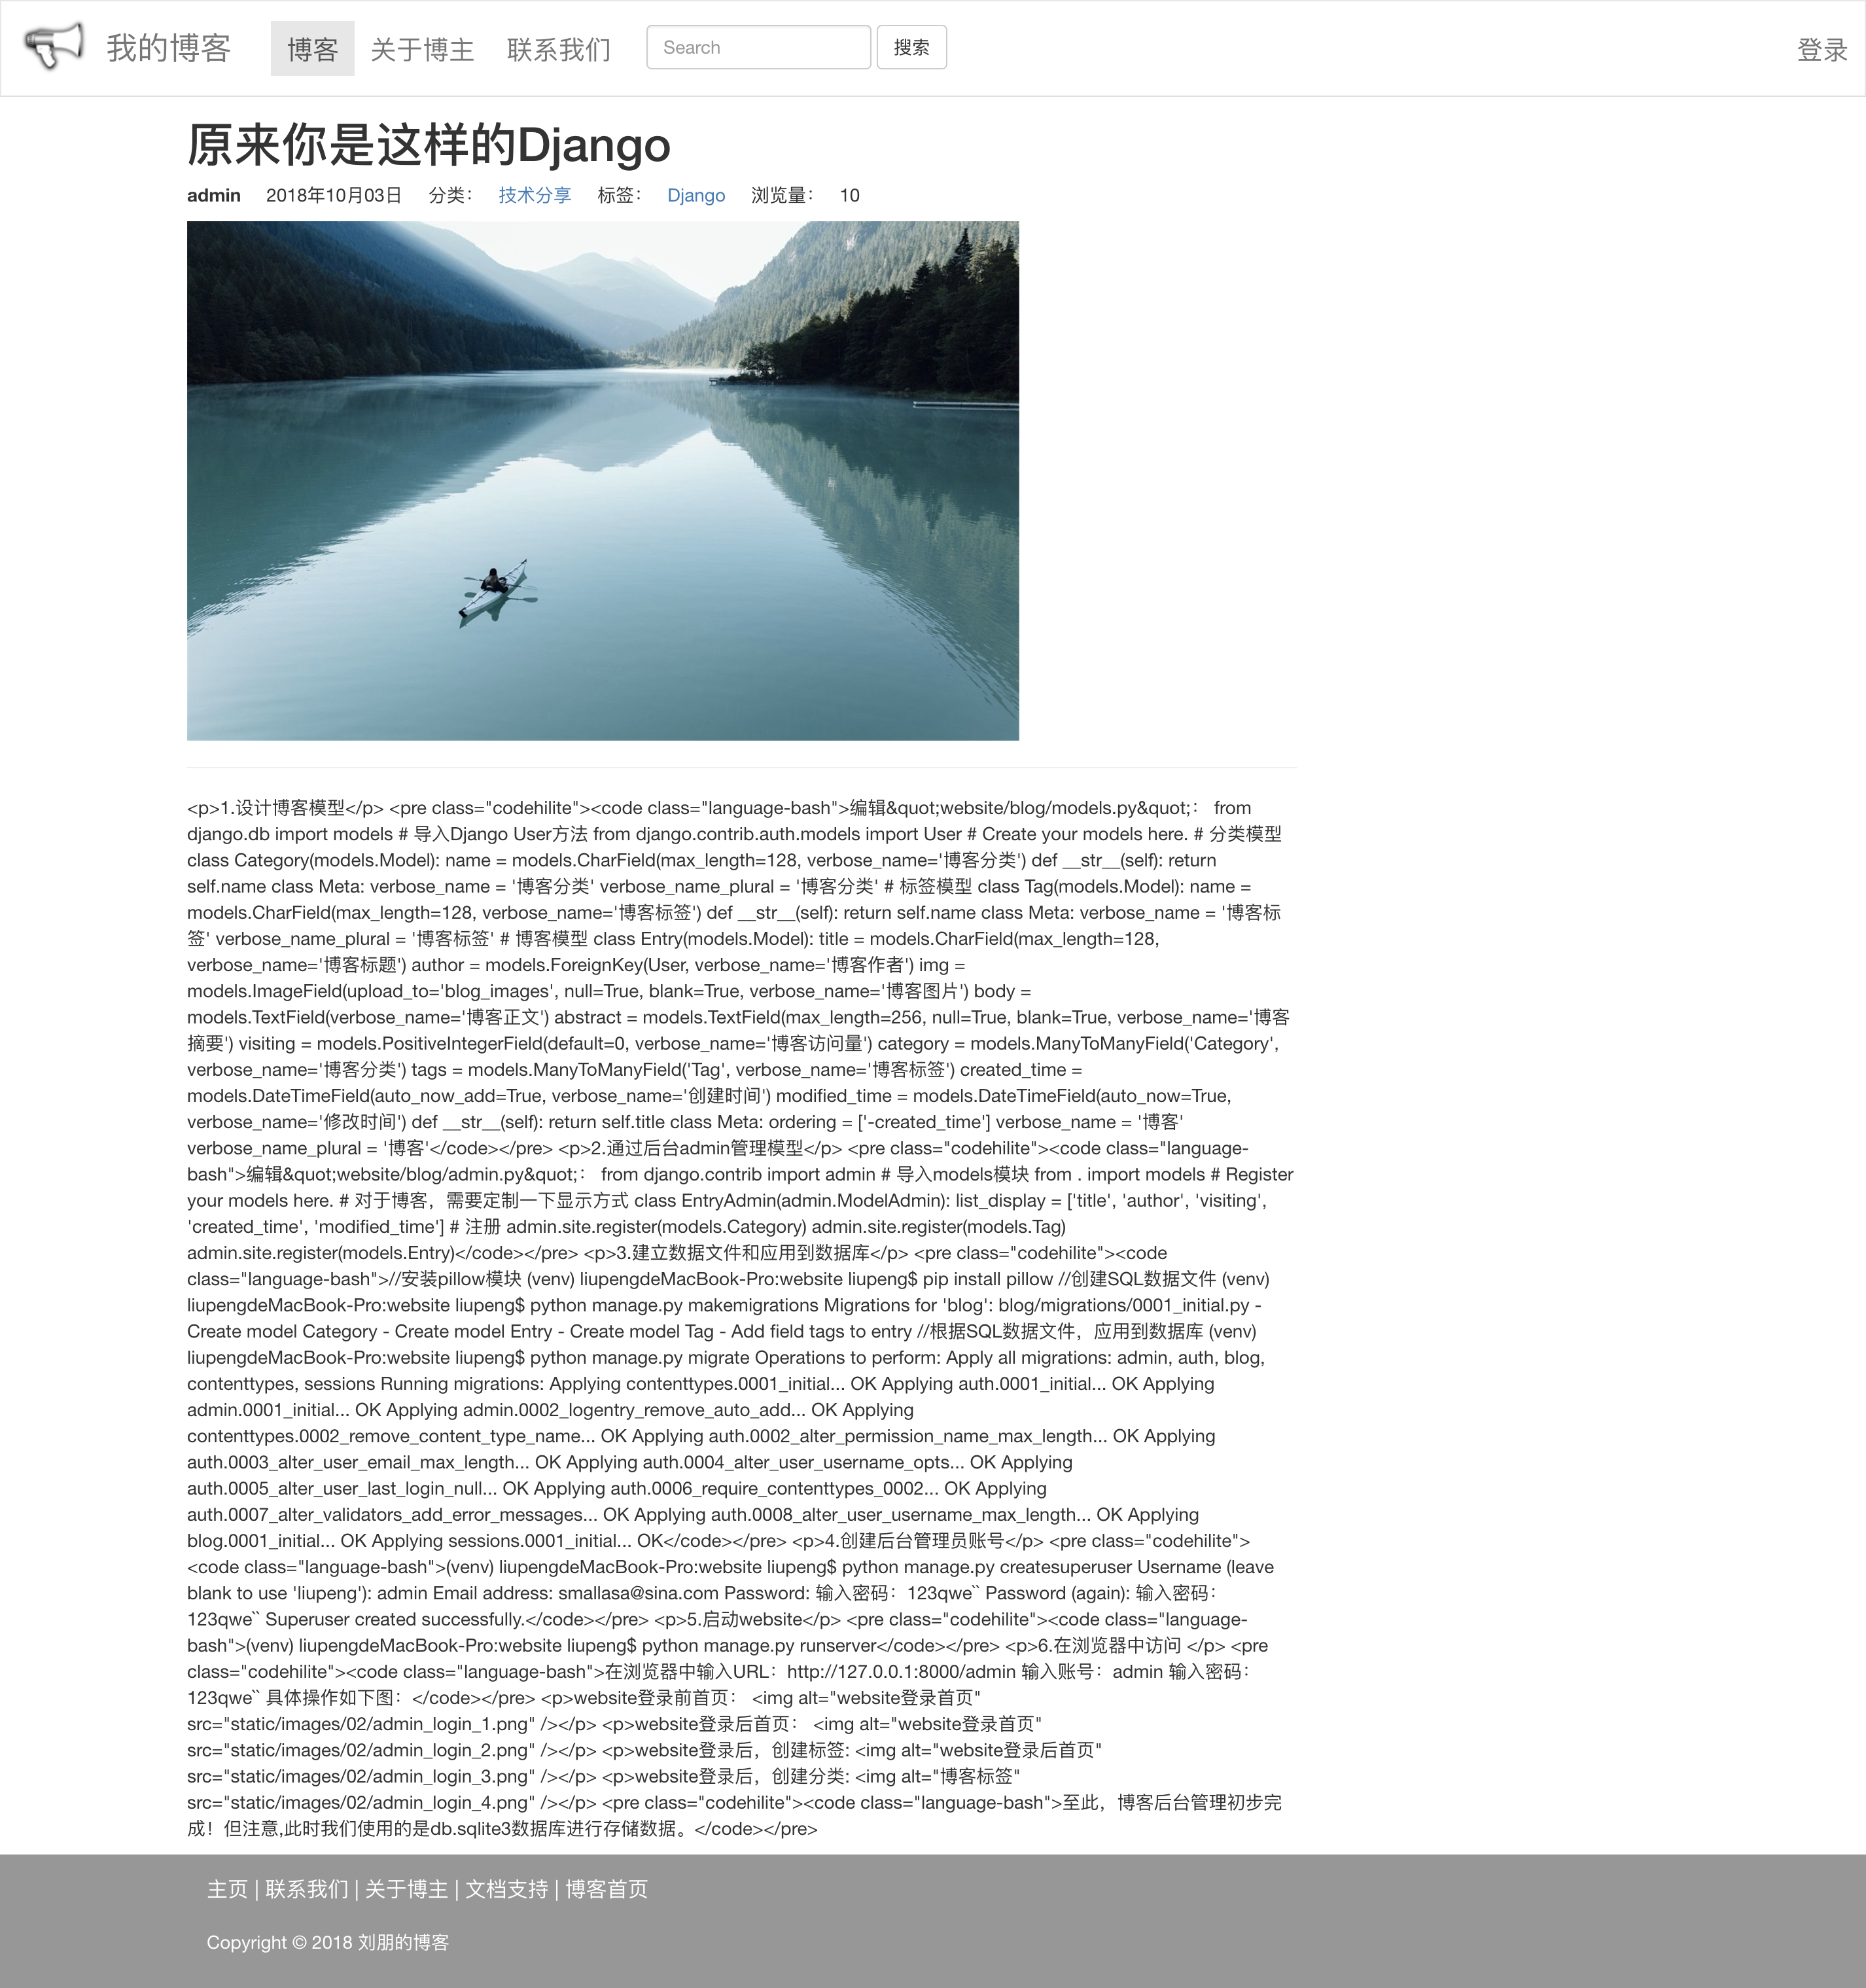 我的博客 博客 关于博主 联系我们 Search 搜索 登录
原来你是这样的Django
admin 2018年10月03日 分类： 技术分享 标签： Django 浏览量： 10
<p>1.设计博客模型</p> <pre class="codehilite"><code class="language-bash">编辑&quot;website/blog/models.py&quot;： from
django.db import models # 导入Django User方法 from django.contrib.auth.models import User # Create your models here. # 分类模型
class Category(models.Model): name = models.CharField(max_length=128, verbose_name='博客分类') def __str__(self): return
self.name class Meta: verbose_name = '博客分类' verbose_name_plural = '博客分类' # 标签模型 class Tag(models.Model): name =
models.CharField(max_length=128, verbose_name='博客标签') def __str__(self): return self.name class Meta: verbose_name = '博客标
签' verbose_name_plural = '博客标签' # 博客模型 class Entry(models.Model): title = models.CharField(max_length=128,
verbose_name='博客标题') author = models.ForeignKey(User, verbose_name='博客作者') img =
models.ImageField(upload_to='blog_images', null=True, blank=True, verbose_name='博客图片') body =
models.TextField(verbose_name='博客正文') abstract = models.TextField(max_length=256, null=True, blank=True, verbose_name='博客
摘要') visiting = models.PositiveIntegerField(default=0, verbose_name='博客访问量') category = models.ManyToManyField('Category',
verbose_name='博客分类') tags = models.ManyToManyField('Tag', verbose_name='博客标签') created_time =
models.DateTimeField(auto_now_add=True, verbose_name='创建时间') modified_time = models.DateTimeField(auto_now=True,
verbose_name='修改时间') def __str__(self): return self.title class Meta: ordering = ['-created_time'] verbose_name = '博客'
verbose_name_plural = '博客'</code></pre> <p>2.通过后台admin管理模型</p> <pre class="codehilite"><code class="language-
bash">编辑&quot;website/blog/admin.py&quot;： from django.contrib import admin # 导入models模块 from . import models # Register
your models here. # 对于博客，需要定制一下显示方式 class EntryAdmin(admin.ModelAdmin): list_display = ['title', 'author', 'visiting',
'created_time', 'modified_time'] # 注册 admin.site.register(models.Category) admin.site.register(models.Tag)
admin.site.register(models.Entry)</code></pre> <p>3.建立数据文件和应用到数据库</p> <pre class="codehilite"><code
class="language-bash">//安装pillow模块 (venv) liupengdeMacBook-Pro:website liupeng$ pip install pillow //创建SQL数据文件 (venv)
liupengdeMacBook-Pro:website liupeng$ python manage.py makemigrations Migrations for 'blog': blog/migrations/0001_initial.py -
Create model Category - Create model Entry - Create model Tag - Add field tags to entry //根据SQL数据文件，应用到数据库 (venv)
liupengdeMacBook-Pro:website liupeng$ python manage.py migrate Operations to perform: Apply all migrations: admin, auth, blog,
contenttypes, sessions Running migrations: Applying contenttypes.0001_initial... OK Applying auth.0001_initial... OK Applying
admin.0001_initial... OK Applying admin.0002_logentry_remove_auto_add... OK Applying
contenttypes.0002_remove_content_type_name... OK Applying auth.0002_alter_permission_name_max_length... OK Applying
auth.0003_alter_user_email_max_length... OK Applying auth.0004_alter_user_username_opts... OK Applying
auth.0005_alter_user_last_login_null... OK Applying auth.0006_require_contenttypes_0002... OK Applying
auth.0007_alter_validators_add_error_messages... OK Applying auth.0008_alter_user_username_max_length... OK Applying
blog.0001_initial... OK Applying sessions.0001_initial... OK</code></pre> <p>4.创建后台管理员账号</p> <pre class="codehilite">
<code class="language-bash">(venv) liupengdeMacBook-Pro:website liupeng$ python manage.py createsuperuser Username (leave
blank to use 'liupeng'): admin Email address: smallasa@sina.com Password: 输入密码：123qwe`` Password (again): 输入密码：
123qwe`` Superuser created successfully.</code></pre> <p>5.启动website</p> <pre class="codehilite"><code class="language-
bash">(venv) liupengdeMacBook-Pro:website liupeng$ python manage.py runserver</code></pre> <p>6.在浏览器中访问 </p> <pre
class="codehilite"><code class="language-bash">在浏览器中输入URL：http://127.0.0.1:8000/admin 输入账号：admin 输入密码：
123qwe`` 具体操作如下图：</code></pre> <p>website登录前首页： <img alt="website登录首页"
src="static/images/02/admin_login_1.png" /></p> <p>website登录后首页： <img alt="website登录首页"
src="static/images/02/admin_login_2.png" /></p> <p>website登录后，创建标签: <img alt="website登录后首页"
src="static/images/02/admin_login_3.png" /></p> <p>website登录后，创建分类: <img alt="博客标签"
src="static/images/02/admin_login_4.png" /></p> <pre class="codehilite"><code class="language-bash">至此，博客后台管理初步完
成！但注意,此时我们使用的是db.sqlite3数据库进行存储数据。</code></pre>
主页 | 联系我们 | 关于博主 | 文档支持 | 博客首页
Copyright © 2018 刘朋的博客